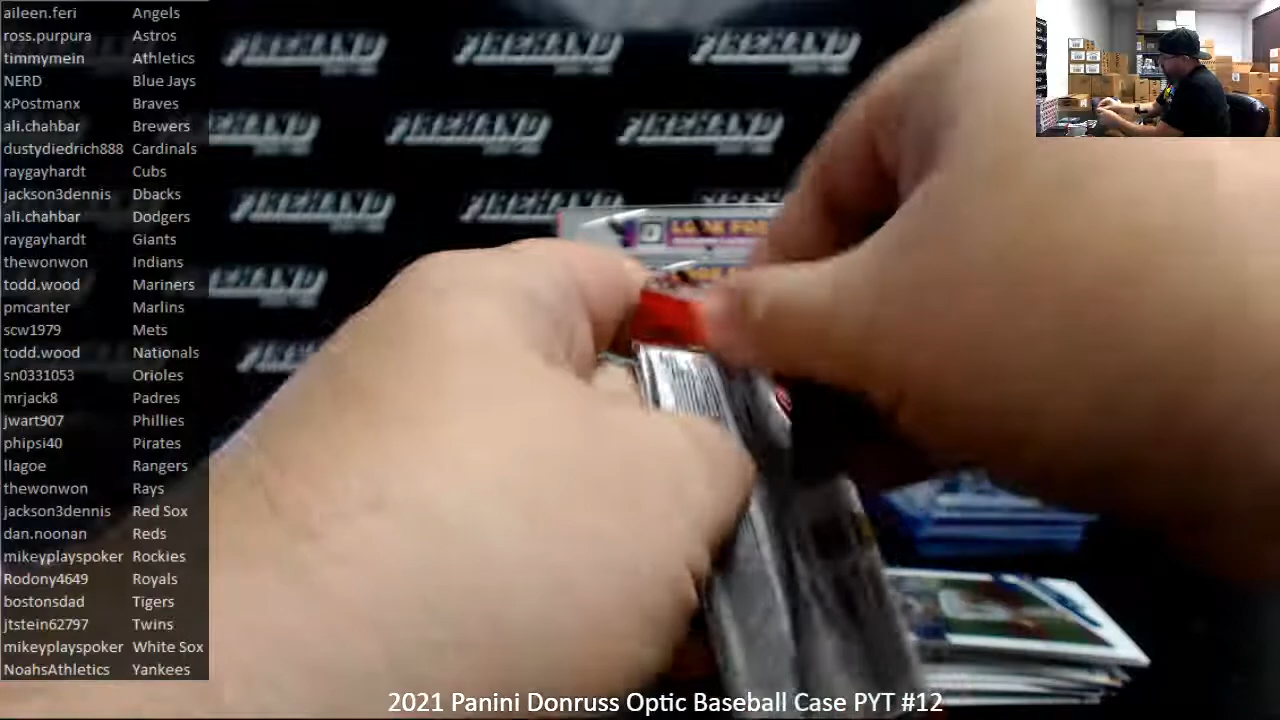 aileen.feri Angels
ross.purpura Astros
timmymein Athletics
NERD Blue Jays
xPostmanx Braves
ali.chahbar Brewers
dustydiedrich888 Cardinals
raygayhardt Cubs
jackson3dennis Dbacks
ali.chahbar Dodgers
raygayhardt Giants
thewonwon Indians
todd.wood Mariners
pmcanter Marlins
scw1979 Mets
todd.wood Nationals
sn0331053 Orioles
mrjack8 Padres
jwart907 Phillies
phipsi40 Pirates
llagoe Rangers
thewonwon Rays
jackson3dennis Red Sox
dan.noonan Reds
mikeyplayspoker Rockies
Rodony4649 Royals
bostonsdad Tigers
jtstein62797 Twins
mikeyplayspoker White Sox
NoahsAthletics Yankees
FIREHAND FIREHAND FIREHAND
FIREHAND FIREHAND FIREHAND
FIREHAND FIREHAND
LOOK
2021 Panini Donruss Optic Baseball Case PYT #12